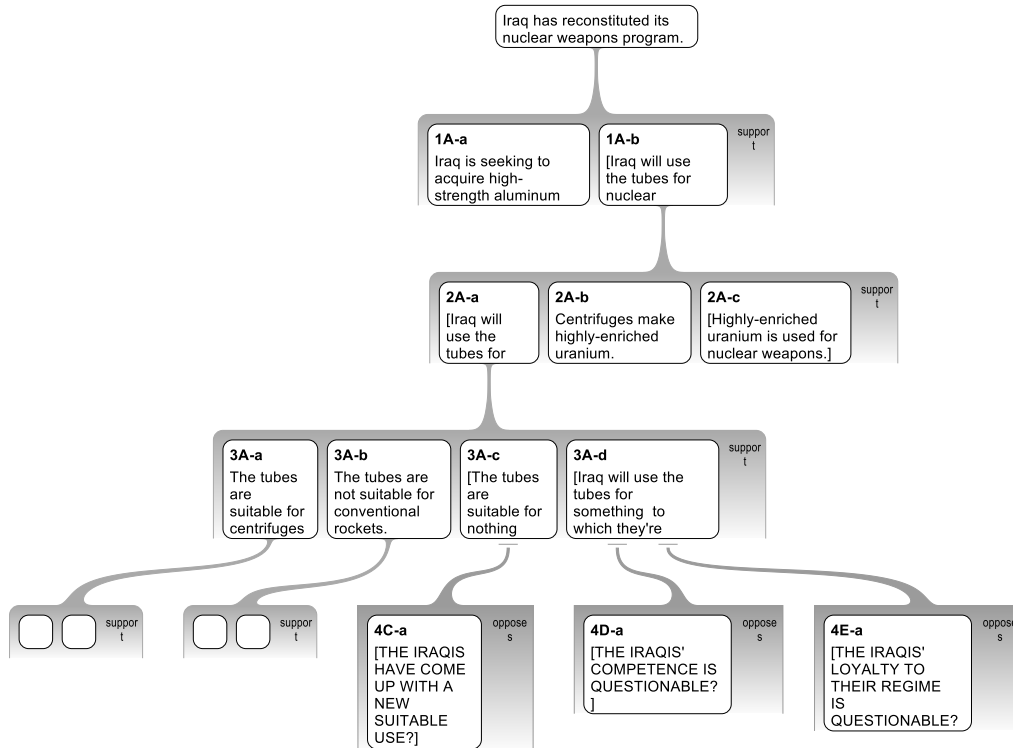 Iraq has reconstituted its
nuclear weapons program.
1A-a
Iraq is seeking to
acquire high-
strength aluminum
1A-b
[Iraq will use
the tubes for
nuclear
suppor
t
2A-a
[Iraq will
use the
tubes for
2A-b
Centrifuges make
highly-enriched
uranium.
2A-c
[Highly-enriched
uranium is used for
nuclear weapons.]
suppor
t
3A-a
The tubes
are
suitable for
centrifuges
3A-b
The tubes are
not suitable for
conventional
rockets.
3A-c
[The tubes
are
suitable for
nothing
3A-d
[Iraq will use the
tubes for
something to
which they're
suppor
t
suppor
t
suppor
t
4C-a
[THE IRAQIS
HAVE COME
UP WITH A
NEW
SUITABLE
USE?]
oppose
s
4D-a
[THE IRAQIS'
COMPETENCE IS
QUESTIONABLE?
]
oppose
s
4E-a
[THE IRAQIS'
LOYALTY TO
THEIR REGIME
IS
QUESTIONABLE?
oppose
s